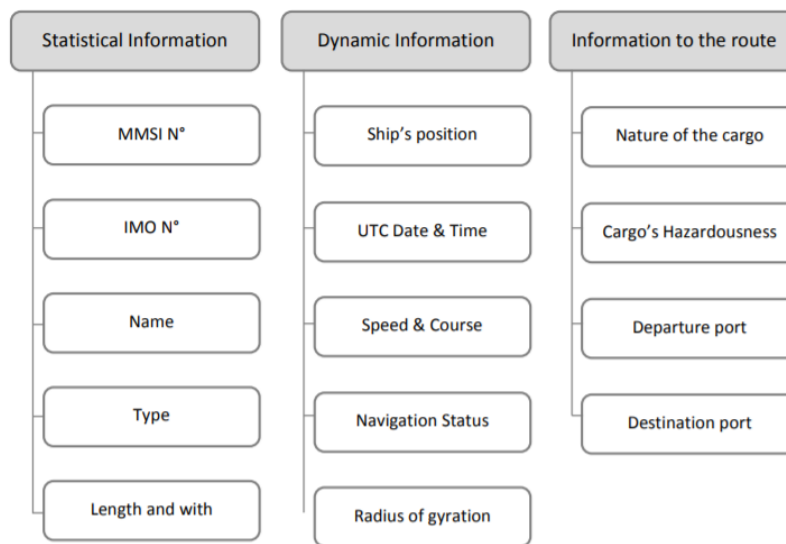 Statistical Information
MMSI N°
IMO N°
Name
Type
Length and with
Dynamic Information
Ship's position
UTC Date & Time
Speed & Course
Navigation Status
Radius of gyration
Information to the route
Nature of the cargo
Cargo's Hazardousness
Departure port
Destination port